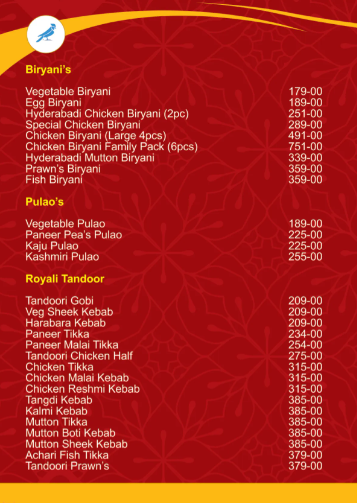 Biryani's
Vegetable Biryani 179-00
Egg Biryani 189-00
Hyderabadi Chicken Biryani (2pc) 251-00
Special Chicken Biryani 289-00
Chicken Biryani (Large 4pcs) 491-00
Chicken Biryani Family Pack (6pcs) 751-00
Hyderabadi Mutton Biryani 339-00
Prawn's Biryani 359-00
Fish Biryani 359-00
Pulao's
Vegetable Pulao 189-00
Paneer Pea's Pulao 225-00
Kaju Pulao 225-00
Kashmiri Pulao 255-00
Royali Tandoor
Tandoori Gobi 209-00
Veg Sheek Kebab 209-00
Harabara Kebab 209-00
Paneer Tikka 234-00
Paneer Malai Tikka 254-00
Tandoori Chicken Half 275-00
Chicken Tikka 315-00
Chicken Malai Kebab 315-00
Chicken Reshmi Kebab 315-00
Tangdi Kebab 385-00
Kalmi Kebab 385-00
Mutton Tikka 385-00
Mutton Boti Kebab 385-00
Mutton Sheek Kebab 385-00
Achari Fish Tikka 379-00
Tandoori Prawn's 379-00